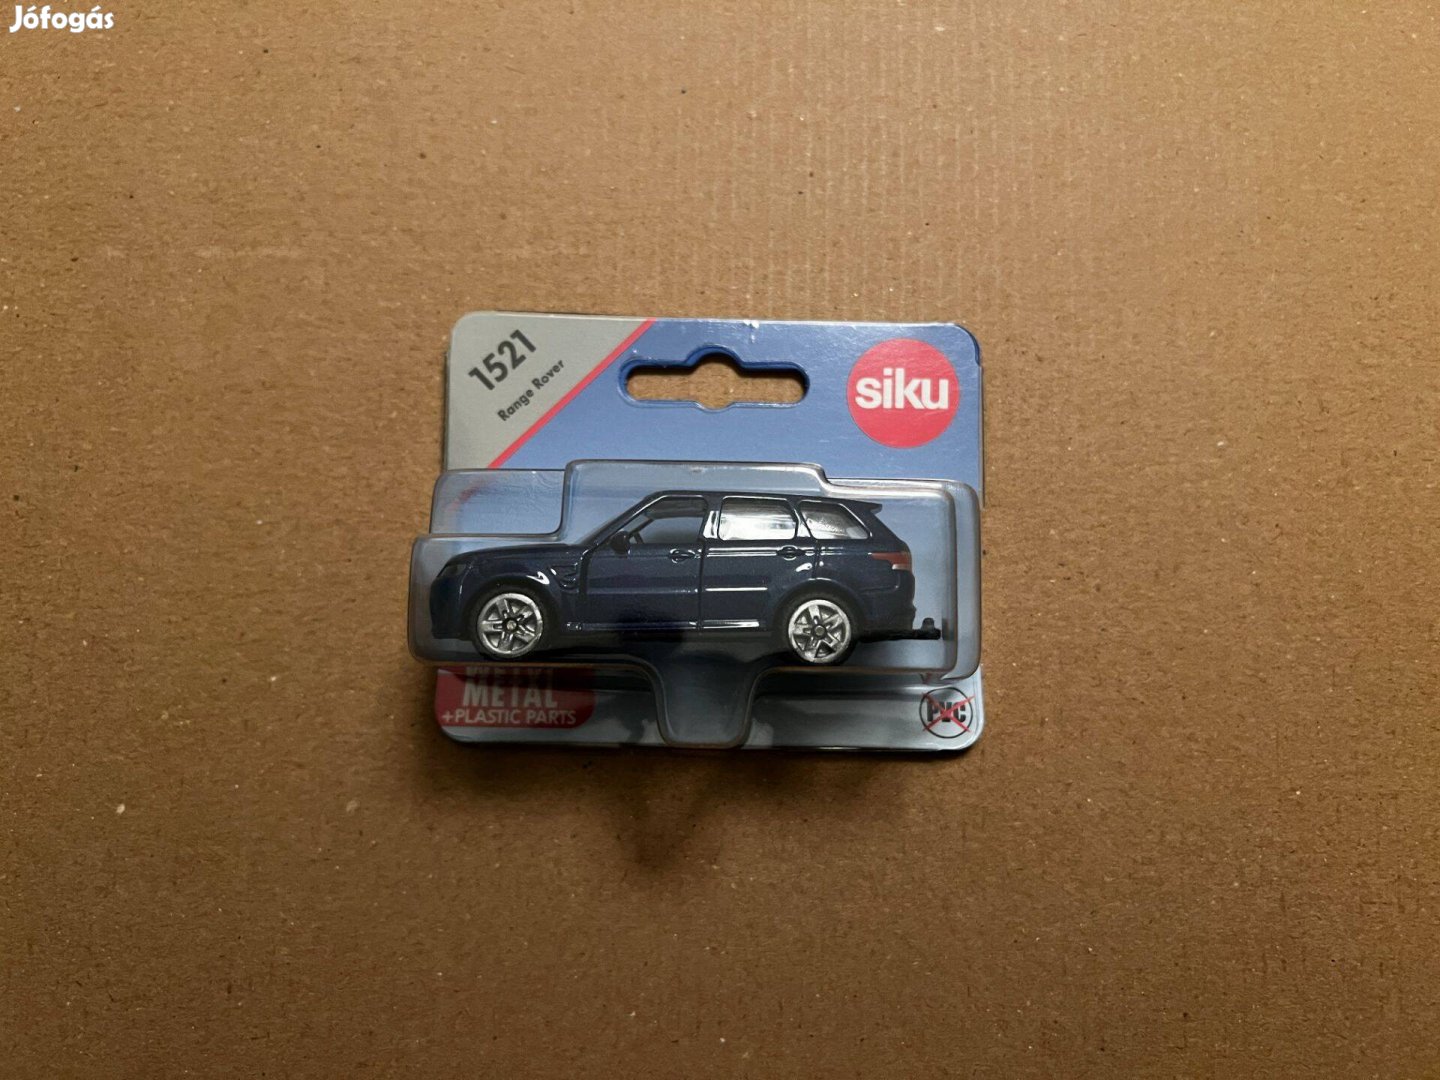 Jófogás
1521
Range Rover
siku
METAL
+PLASTIC PARTS
PVC